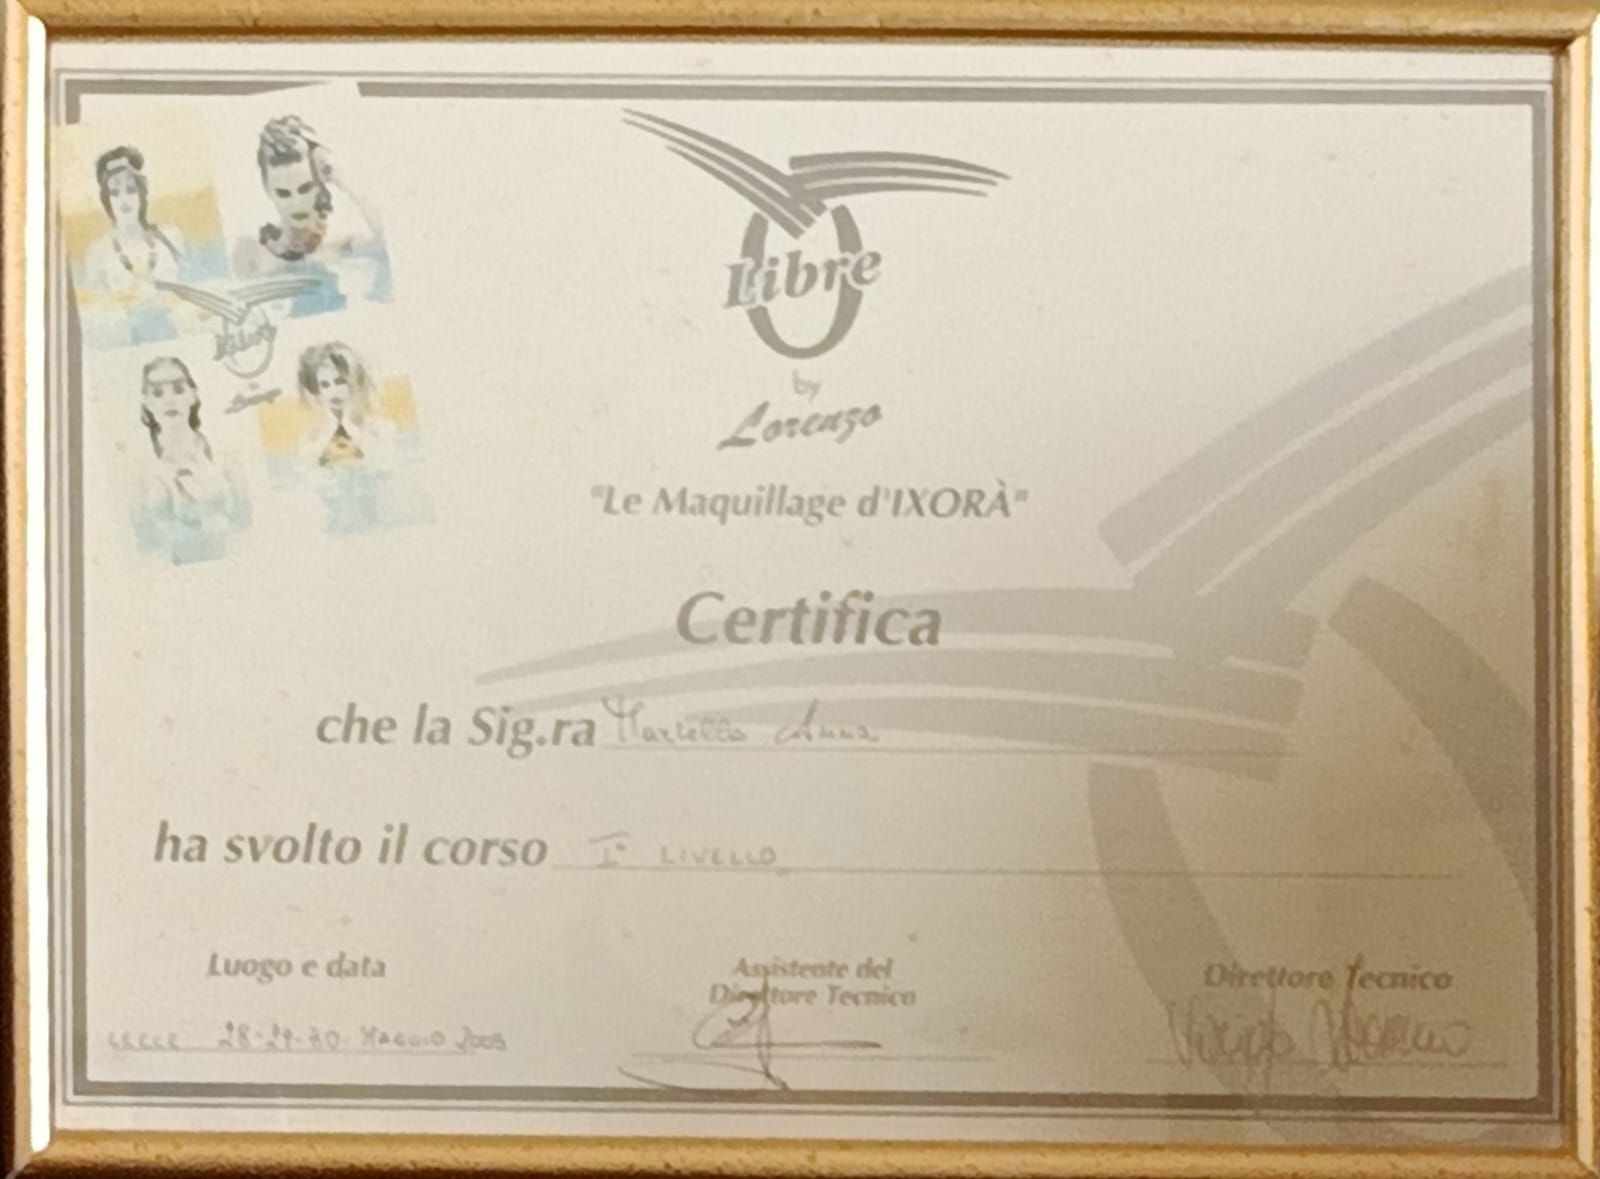 Libre
by
Lorenzo
Libre
"Le Maquillage d'IXORÀ"
Certifica
che la Sig.ra Martella Anna
ha svolto il corso I° LIVELLO
Luogo e data
Assistente del
Direttore Tecnico
Direttore Tecnico
LECCE 28-29-30-MAGGIO 2005